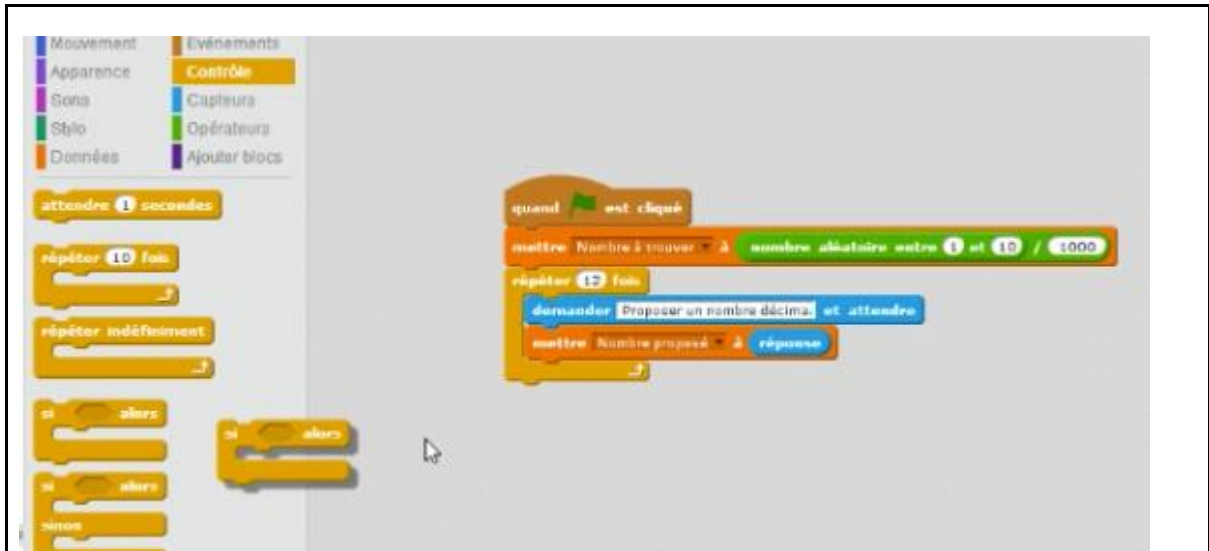 Mouvement Evénements
Apparence Contrôle
Sons Capteurs
Stylo Opérateurs
Données Ajouter blocs
attendre 1 secondes
répéter 10 fois
répéter indéfiniment
si alors
si alors
sinon
si alors
quand est cliqué
mettre Nombre à trouver à nombre aléatoire entre 1 et 10 / 1000
répéter fois
demander Proposer un nombre décima. et attendre
mettre Nombre proposé à réponse